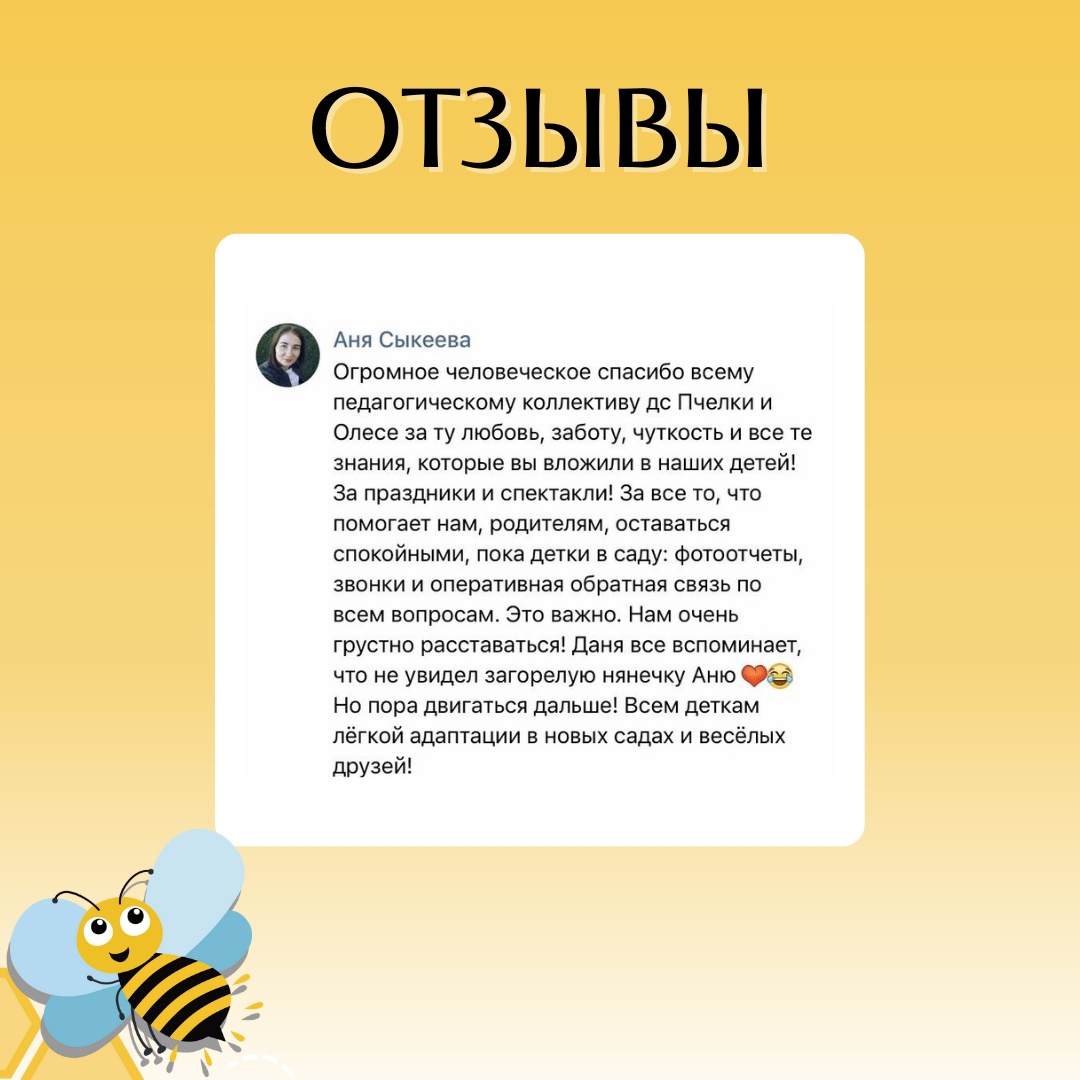 ОТЗЫВЫ
Аня Сыкеева
Огромное человеческое спасибо всему
педагогическому коллективу дс Пчелки и
Олесе за ту любовь, заботу, чуткость и все те
знания, которые вы вложили в наших детей!
За праздники и спектакли! За все то, что
помогает нам, родителям, оставаться
спокойными, пока детки в саду: фотоотчеты,
звонки и оперативная обратная связь по
всем вопросам. Это важно. Нам очень
грустно расставаться! Даня все вспоминает,
что не увидел загорелую нянечку Аню ❤️😂
Но пора двигаться дальше! Всем деткам
лёгкой адаптации в новых садах и весёлых
друзей!